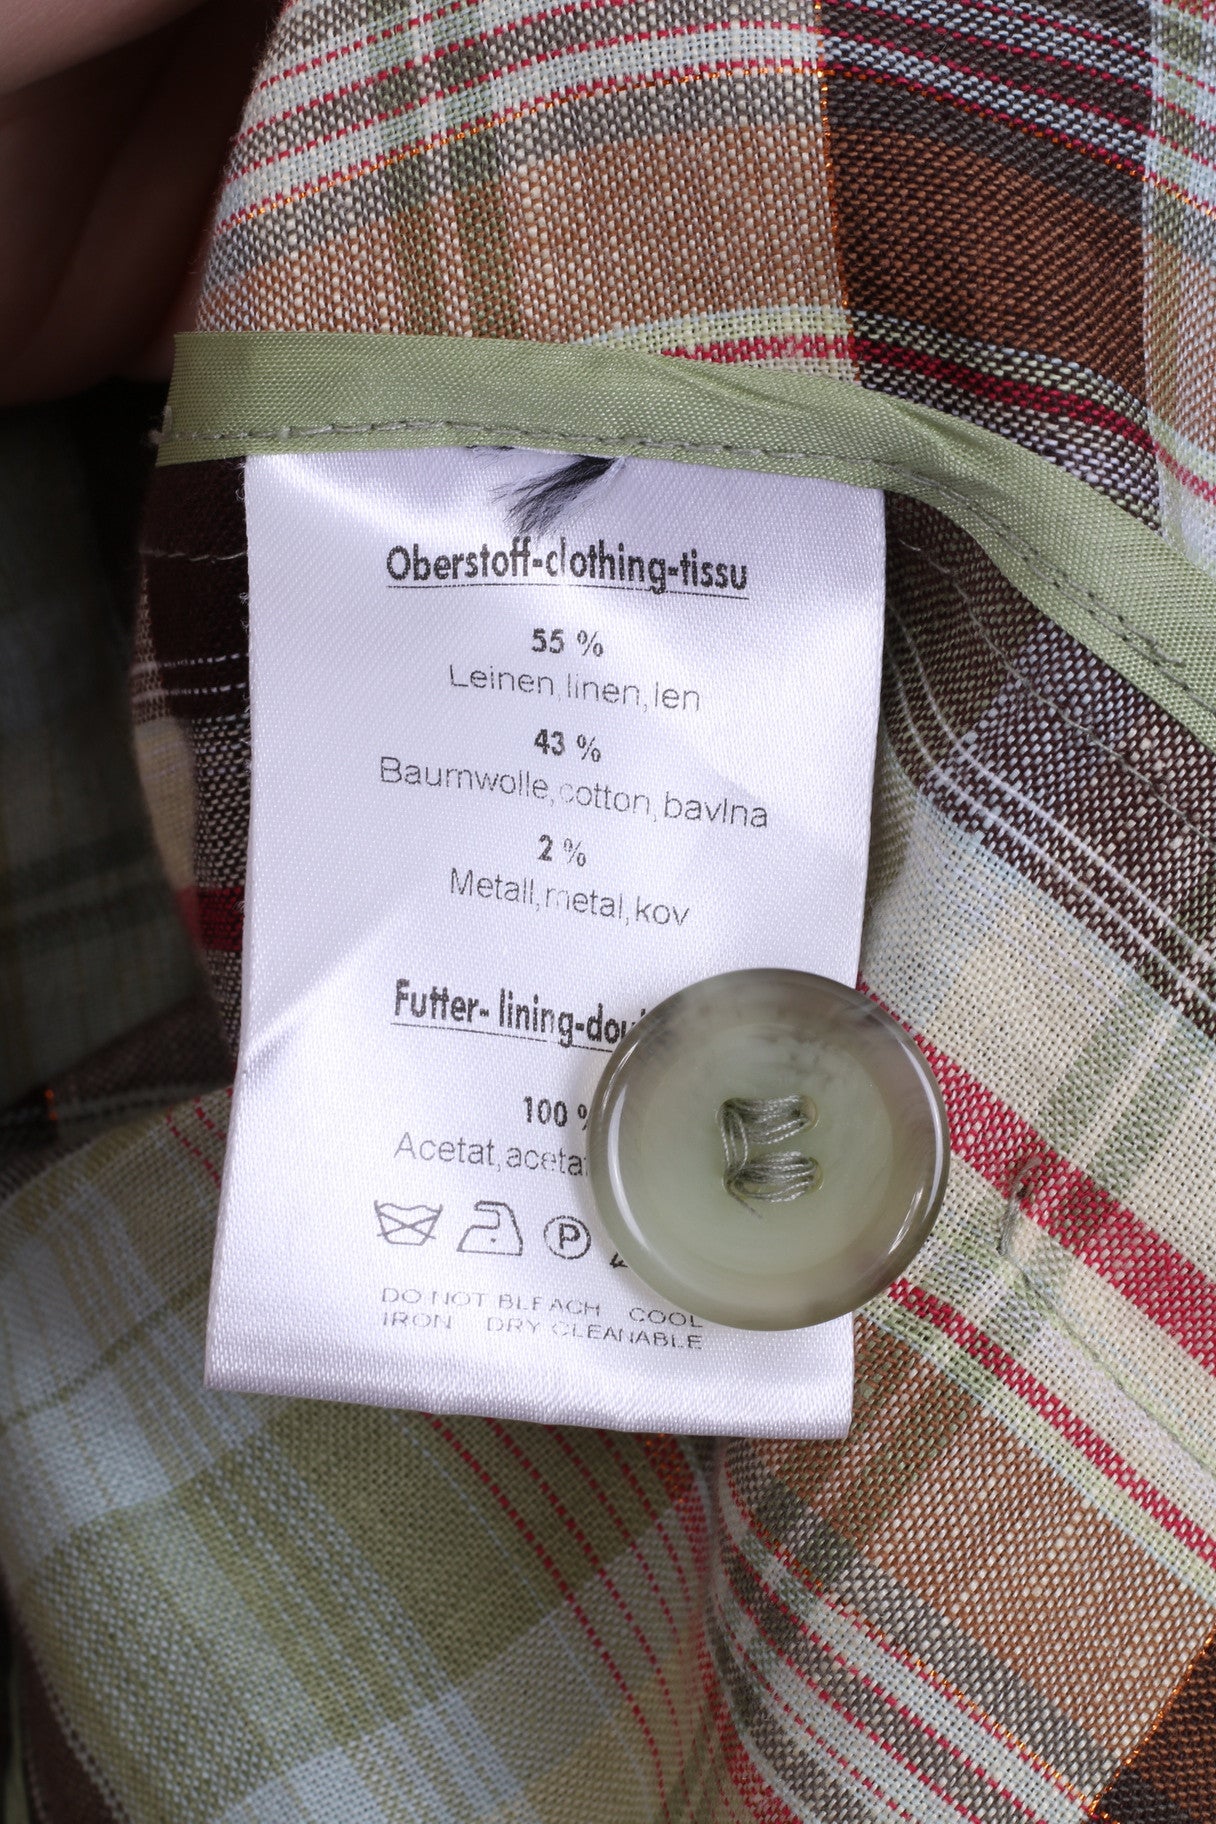 Oberstoff-clothing-tissu
55 %
Leinen,linen,len
43 %
Baumwolle,cotton,bavlna
2 %
Metall,metal,kov
Futter- lining-dou
100 %
Acetat,aceta
P
DO NOT BLEACH COOL
IRON DRY CLEANABLE